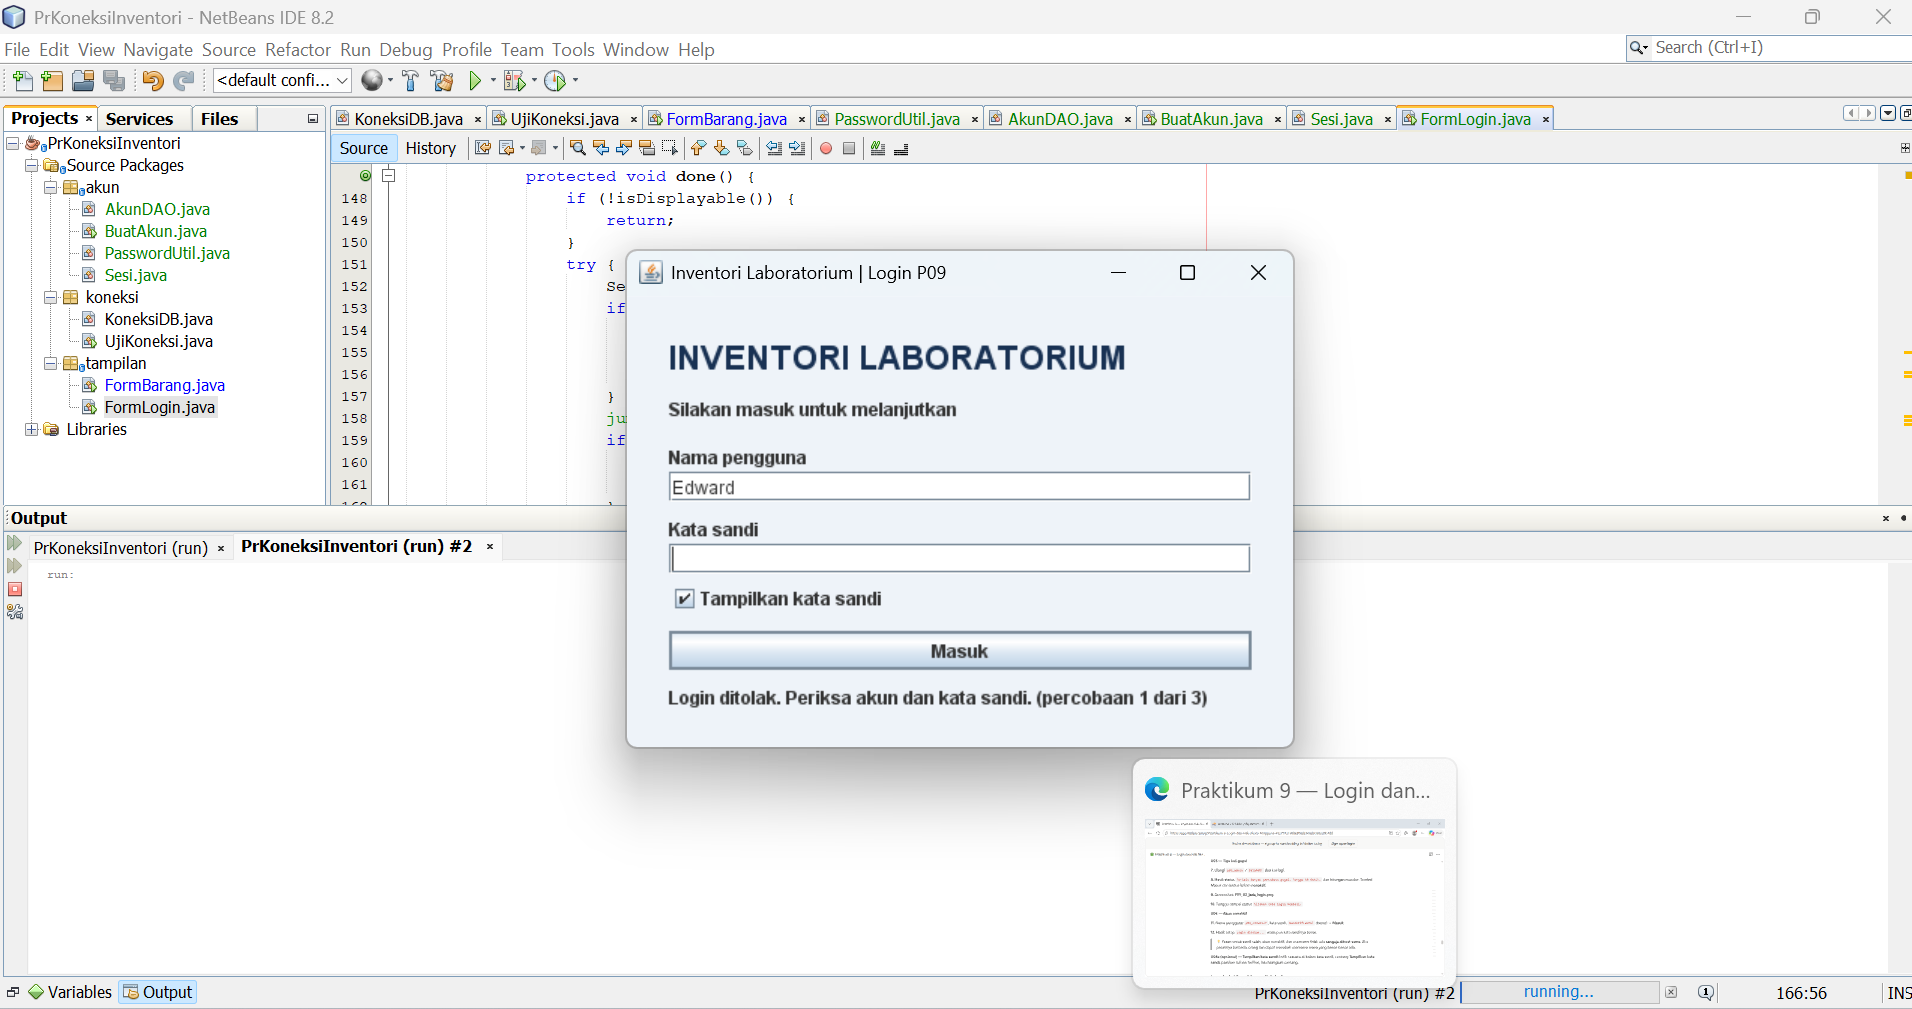 PrKoneksiInventori - NetBeans IDE 8.2
File Edit View Navigate Source Refactor Run Debug Profile Team Tools Window Help
Search (Ctrl+I)
<default confi...
Projects Services Files
KoneksiDB.java UjiKoneksi.java FormBarang.java PasswordUtil.java AkunDAO.java BuatAkun.java Sesi.java FormLogin.java
Source History
PrKoneksiInventori
Source Packages
akun
AkunDAO.java
BuatAkun.java
PasswordUtil.java
Sesi.java
koneksi
KoneksiDB.java
UjiKoneksi.java
tampilan
FormBarang.java
FormLogin.java
Libraries
protected void done() {
148 if (!isDisplayable()) {
149 return;
150 }
151 try {
152 Se
153 if
154
155
156
157 }
158 ju
159 if
160
161
Inventori Laboratorium | Login P09
INVENTORI LABORATORIUM
Silakan masuk untuk melanjutkan
Nama pengguna
Edward
Kata sandi
Tampilkan kata sandi
Masuk
Login ditolak. Periksa akun dan kata sandi. (percobaan 1 dari 3)
Output
PrKoneksiInventori (run) PrKoneksiInventori (run) #2
run:
Praktikum 9 — Login dan...
Variables Output
PrKoneksiInventori (run) #2 running... 166:56 INS